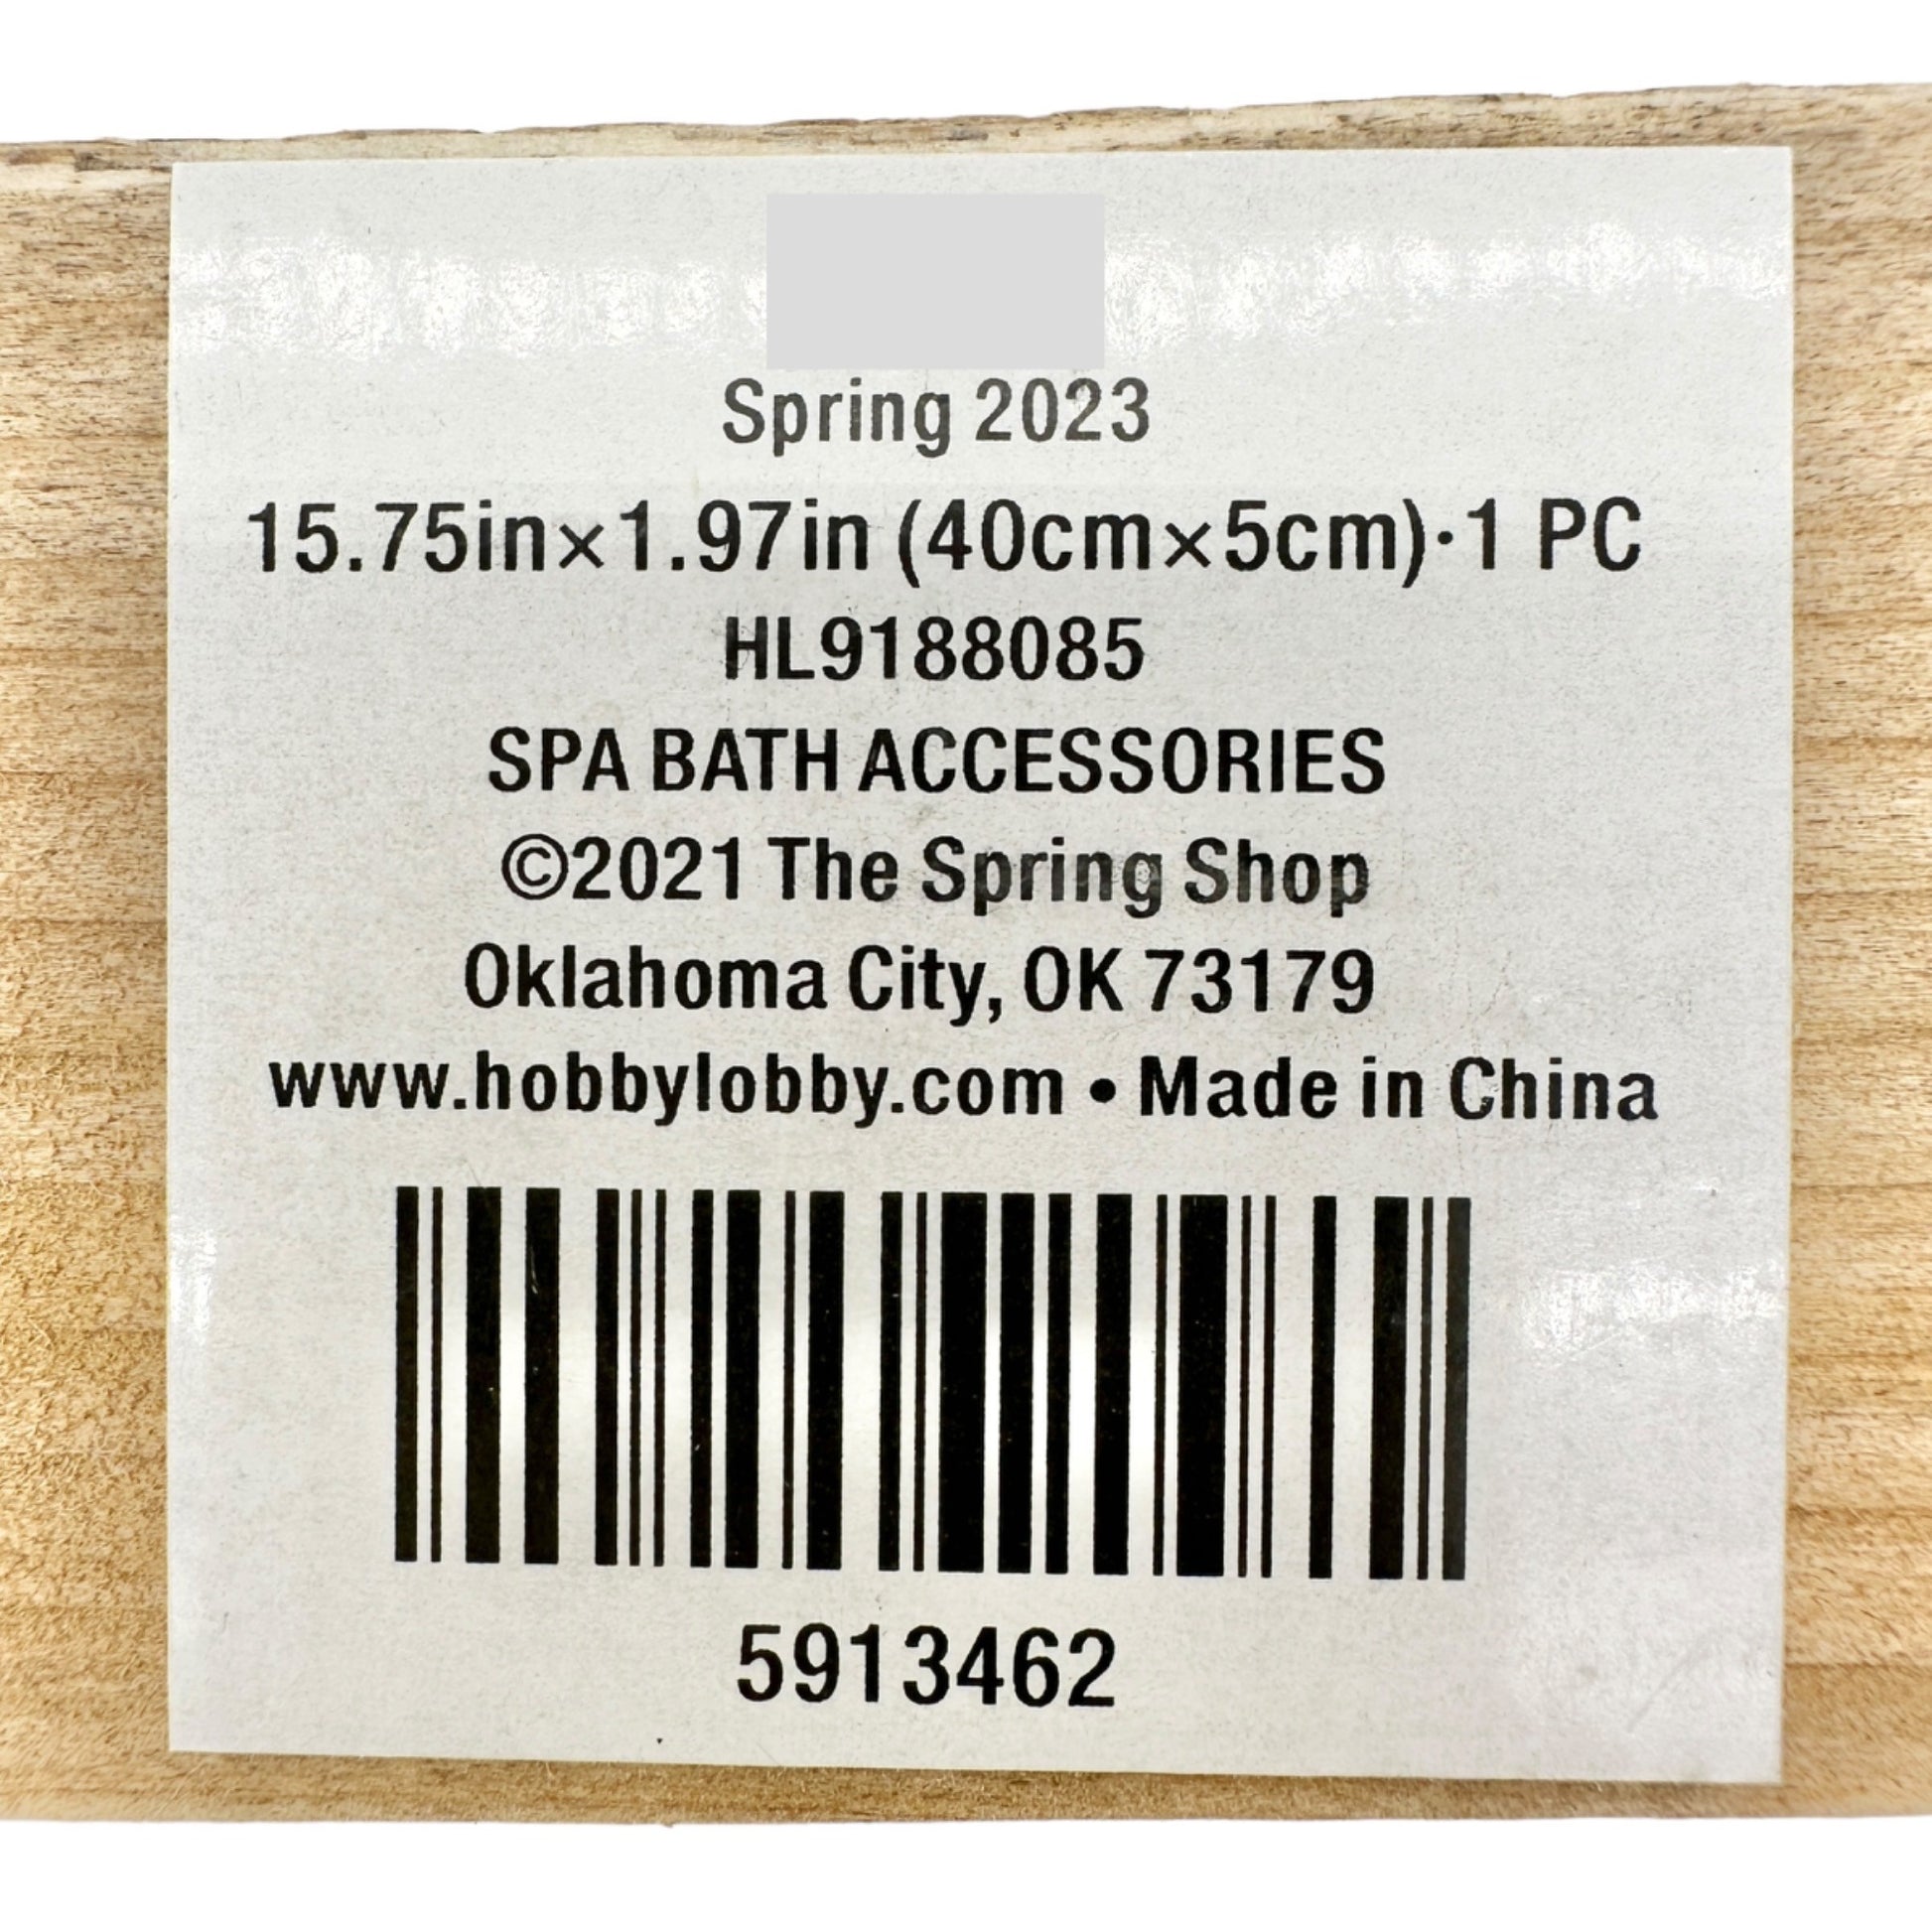 Spring 2023
15.75in×1.97in (40cm×5cm)·1 PC
HL9188085
SPA BATH ACCESSORIES
©2021 The Spring Shop
Oklahoma City, OK 73179
www.hobbylobby.com • Made in China
5913462